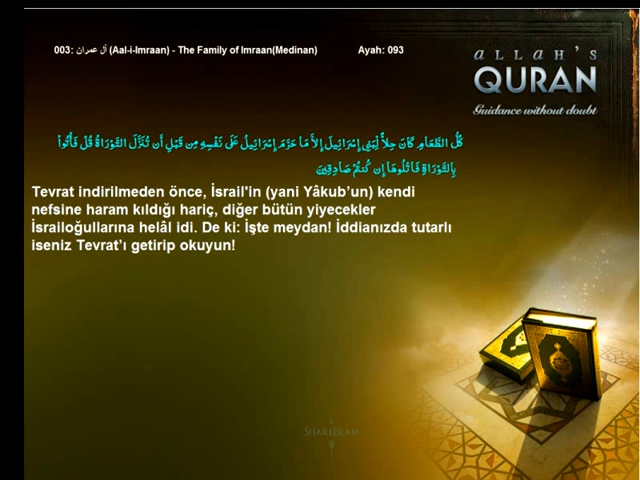 003: آل عمران (Aal-i-Imraan) - The Family of Imraan(Medinan) Ayah: 093
ALLAH'S
QURAN
Guidance without doubt
كُلُّ الطَّعَامِ كَانَ حِلاًّ لِّبَنِي إِسْرَائِيلَ إِلاَّ مَا حَرَّمَ إِسْرَائِيلُ عَلَى نَفْسِهِ مِن قَبْلِ أَن تُنَزَّلَ التَّوْرَاةُ قُلْ فَأْتُواْ
بِالتَّوْرَاةِ فَاتْلُوهَا إِن كُنتُمْ صَادِقِينَ
Tevrat indirilmeden önce, İsrail'in (yani Yâkub’un) kendi
nefsine haram kıldığı hariç, diğer bütün yiyecekler
İsrailoğullarına helâl idi. De ki: İşte meydan! İddianızda tutarlı
iseniz Tevrat’ı getirip okuyun!
SHAREISLAM